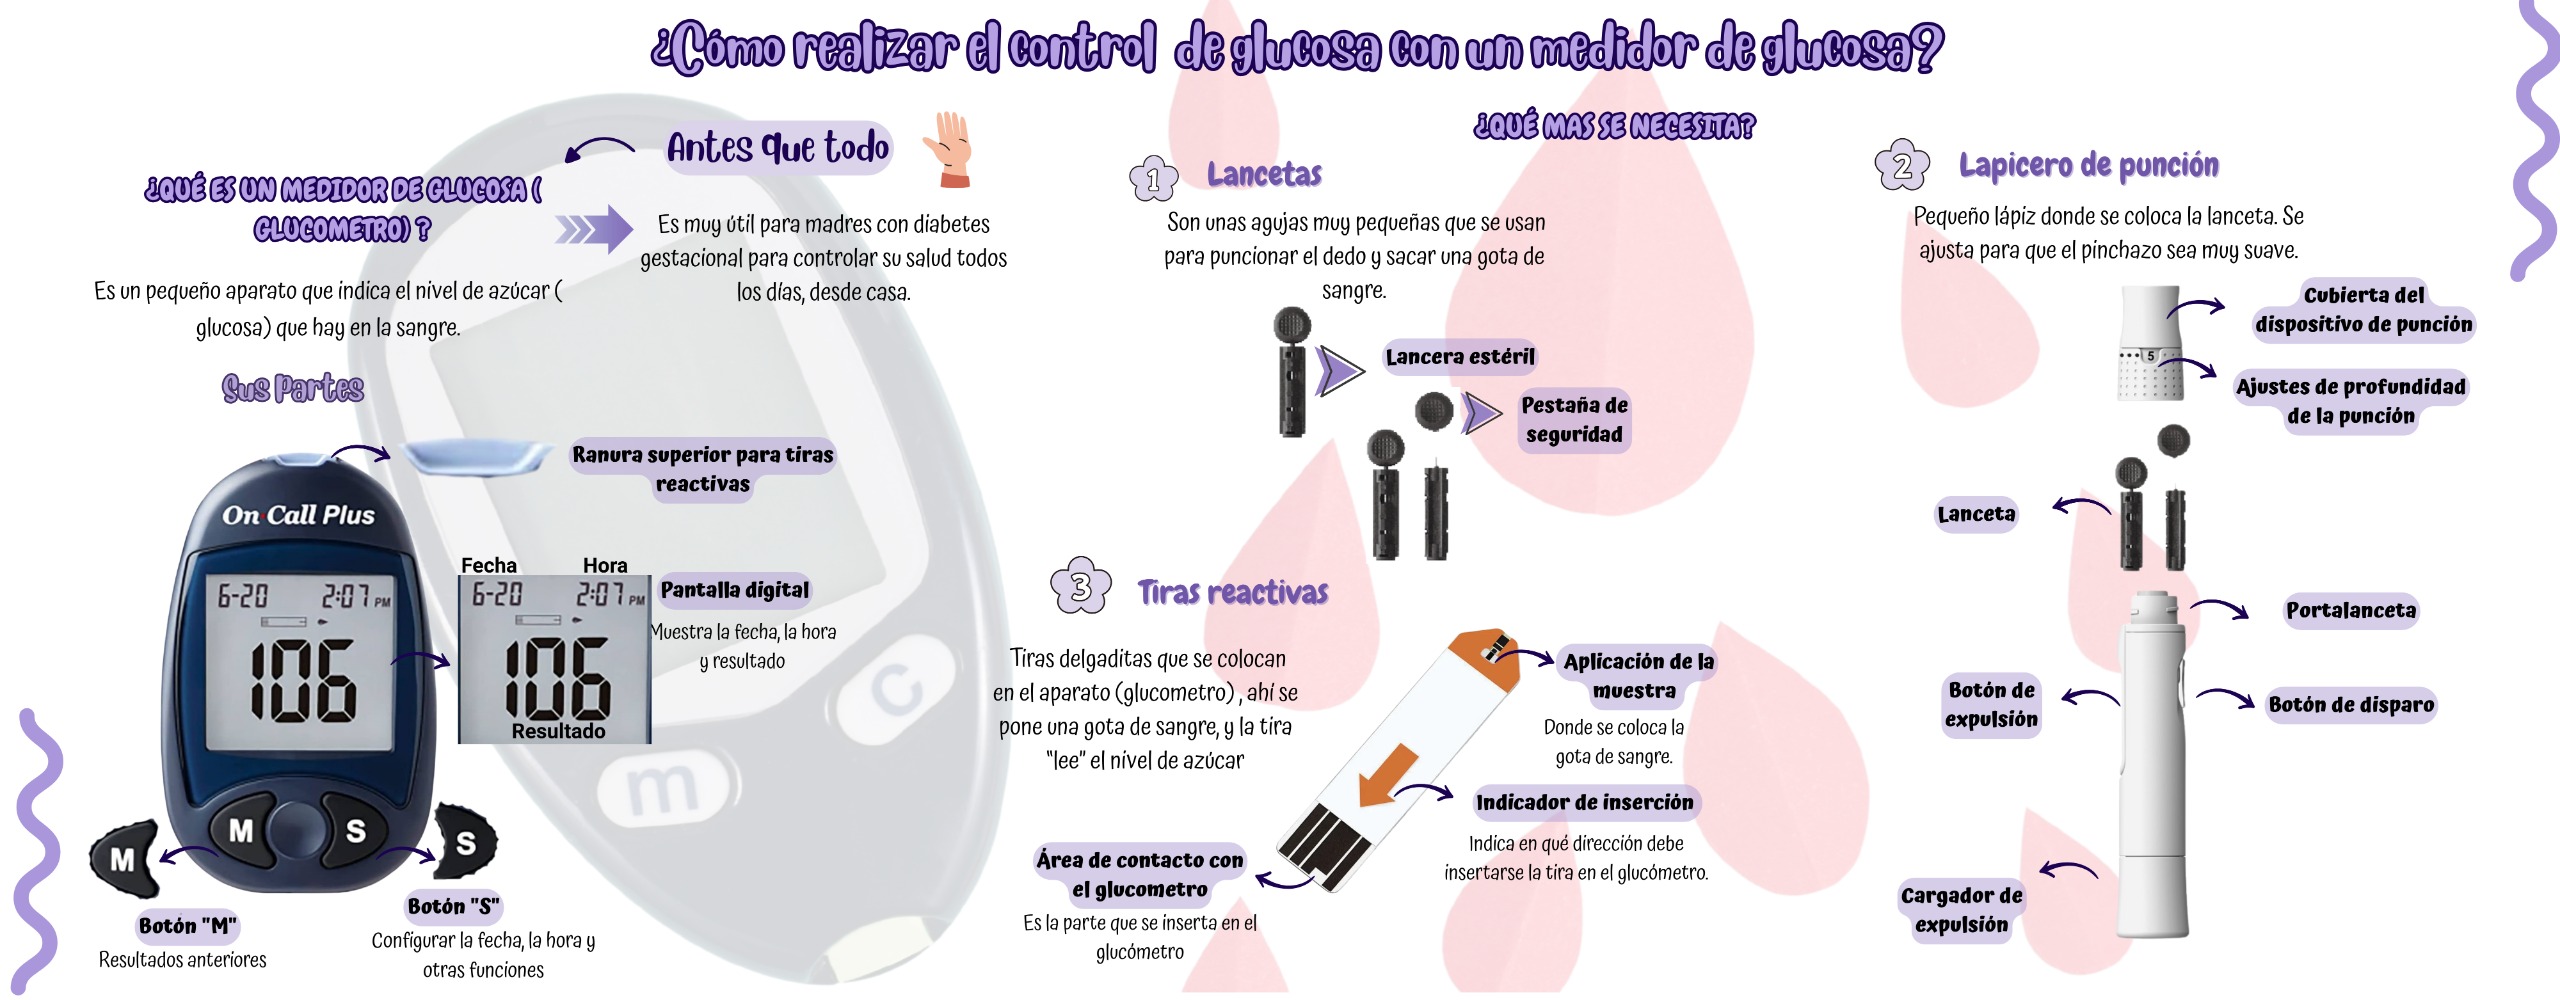 ¿Cómo realizar el control de glucosa con un medidor de glucosa?
Antes que todo
¿QUÉ ES UN MEDIDOR DE GLUCOSA (
GLUCOMETRO) ?
Es un pequeño aparato que indica el nivel de azúcar (
glucosa) que hay en la sangre.
Es muy útil para madres con diabetes
gestacional para controlar su salud todos
los días, desde casa.
Sus Partes
Ranura superior para tiras
reactivas
On Call Plus
6-20 2:07 PM
106
M S
Fecha Hora
6-20 2:07 PM
106
Resultado
Pantalla digital
Muestra la fecha, la hora
y resultado
M
Botón "M"
Resultados anteriores
S
Botón "S"
Configurar la fecha, la hora y
otras funciones
m
c
¿QUÉ MAS SE NECESITA?
1 Lancetas
Son unas agujas muy pequeñas que se usan
para puncionar el dedo y sacar una gota de
sangre.
Lancera estéril
Pestaña de
seguridad
2 Lapicero de punción
Pequeño lápiz donde se coloca la lanceta. Se
ajusta para que el pinchazo sea muy suave.
5
Cubierta del
dispositivo de punción
Ajustes de profundidad
de la punción
Lanceta
Portalanceta
Botón de
expulsión
Botón de disparo
Cargador de
expulsión
3 Tiras reactivas
Tiras delgaditas que se colocan
en el aparato (glucometro) , ahí se
pone una gota de sangre, y la tira
"lee" el nivel de azúcar
Aplicación de la
muestra
Donde se coloca la
gota de sangre.
Indicador de inserción
Indica en qué dirección debe
insertarse la tira en el glucómetro.
Área de contacto con
el glucometro
Es la parte que se inserta en el
glucómetro